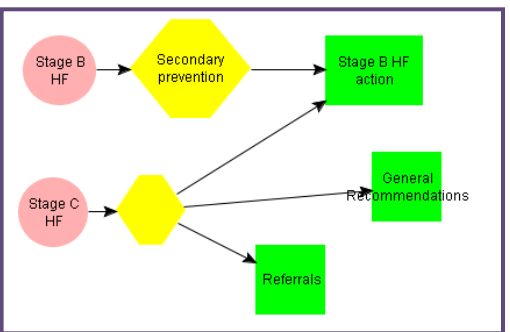 Stage B
HF
Secondary
prevention
Stage B HF
action
General
Recommendations
Stage C
HF
Referrals